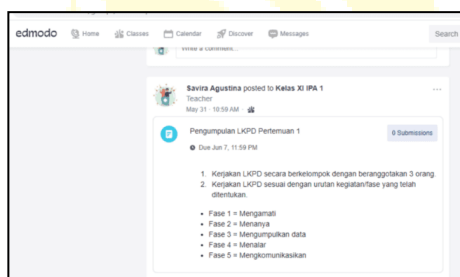 edmodo Home Classes Calendar Discover Messages Search
Write a comment...
Savira Agustina posted to Kelas XI IPA 1
Teacher
May 31 · 10:59 AM ·
Pengumpulan LKPD Pertemuan 1
0 Submissions
Due Jun 7, 11:59 PM
1. Kerjakan LKPD secara berkelompok dengan beranggotakan 3 orang.
2. Kerjakan LKPD sesuai dengan urutan kegiatan/fase yang telah
ditentukan.
• Fase 1 = Mengamati
• Fase 2 = Menanya
• Fase 3 = Mengumpulkan data
• Fase 4 = Menalar
• Fase 5 = Mengkomunikasikan